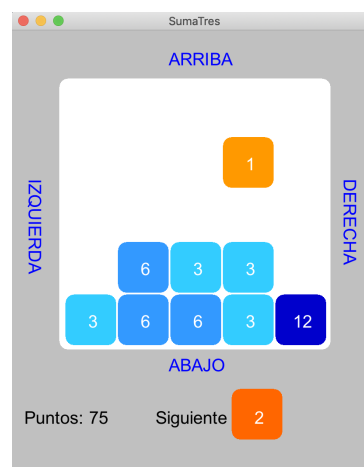 SumaTres
ARRIBA
IZQUIERDA
DERECHA
1
6 3 3
3 6 6 3 12
ABAJO
Puntos: 75 Siguiente 2